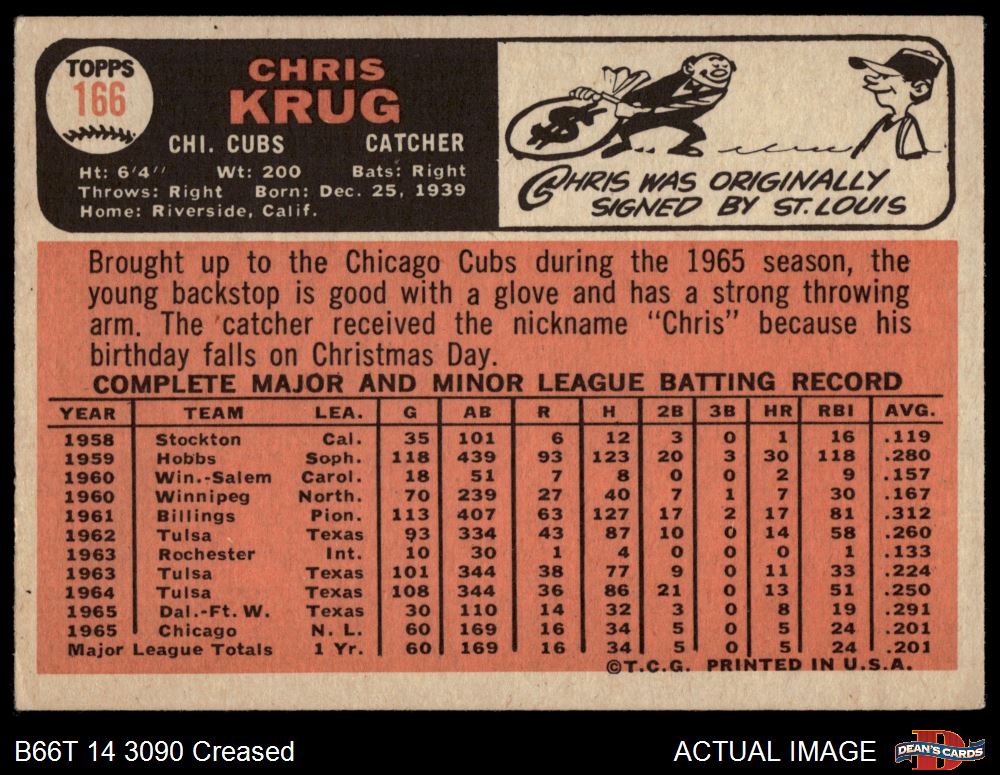 TOPPS
166
CHRIS
KRUG
CHI. CUBS CATCHER
Ht: 6'4" Wt: 200 Bats: Right
Throws: Right Born: Dec. 25, 1939
Home: Riverside, Calif.
$
CHRIS WAS ORIGINALLY
SIGNED BY ST. LOUIS
Brought up to the Chicago Cubs during the 1965 season, the
young backstop is good with a glove and has a strong throwing
arm. The catcher received the nickname "Chris" because his
birthday falls on Christmas Day.
COMPLETE MAJOR AND MINOR LEAGUE BATTING RECORD
YEAR TEAM LEA. G AB R H 2B 3B HR RBI AVG.
1958 Stockton Cal. 35 101 6 12 3 0 1 16 .119
1959 Hobbs Soph. 118 439 93 123 20 3 30 118 .280
1960 Win.-Salem Carol. 18 51 7 8 0 0 2 9 .157
1960 Winnipeg North. 70 239 27 40 7 1 7 30 .167
1961 Billings Pion. 113 407 63 127 17 2 17 81 .312
1962 Tulsa Texas 93 334 43 87 10 0 14 58 .260
1963 Rochester Int. 10 30 1 4 0 0 0 1 .133
1963 Tulsa Texas 101 344 38 77 9 0 11 33 .224
1964 Tulsa Texas 108 344 36 86 21 0 13 51 .250
1965 Dal.-Ft. W. Texas 30 110 14 32 3 0 8 19 .291
1965 Chicago N. L. 60 169 16 34 5 0 5 24 .201
Major League Totals 1 Yr. 60 169 16 34 5 0 5 24 .201
©T.C.G. PRINTED IN U.S.A.
B66T 14 3090 Creased ACTUAL IMAGE
D
DEAN'S CARDS